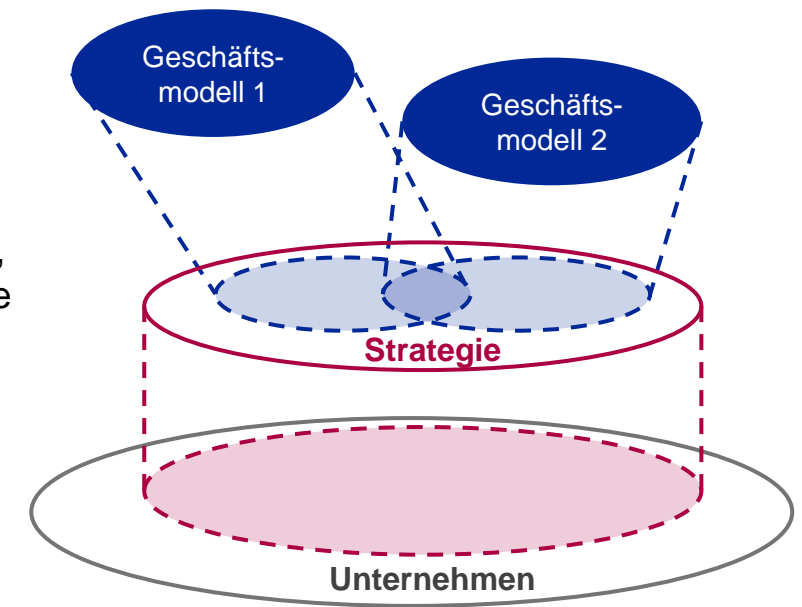 Geschäfts-
modell 1
Geschäfts-
modell 2
,
e
Strategie
Unternehmen